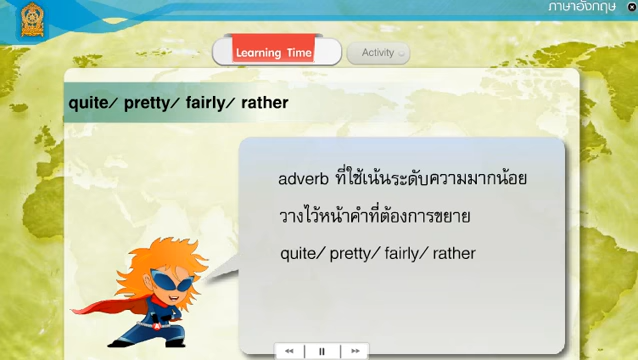 ภาษาอังกฤษ
Learning Time
Activity
quite/ pretty/ fairly/ rather
adverb ที่ใช้เน้นระดับความมากน้อย
วางไว้หน้าคำที่ต้องการขยาย
quite/ pretty/ fairly/ rather